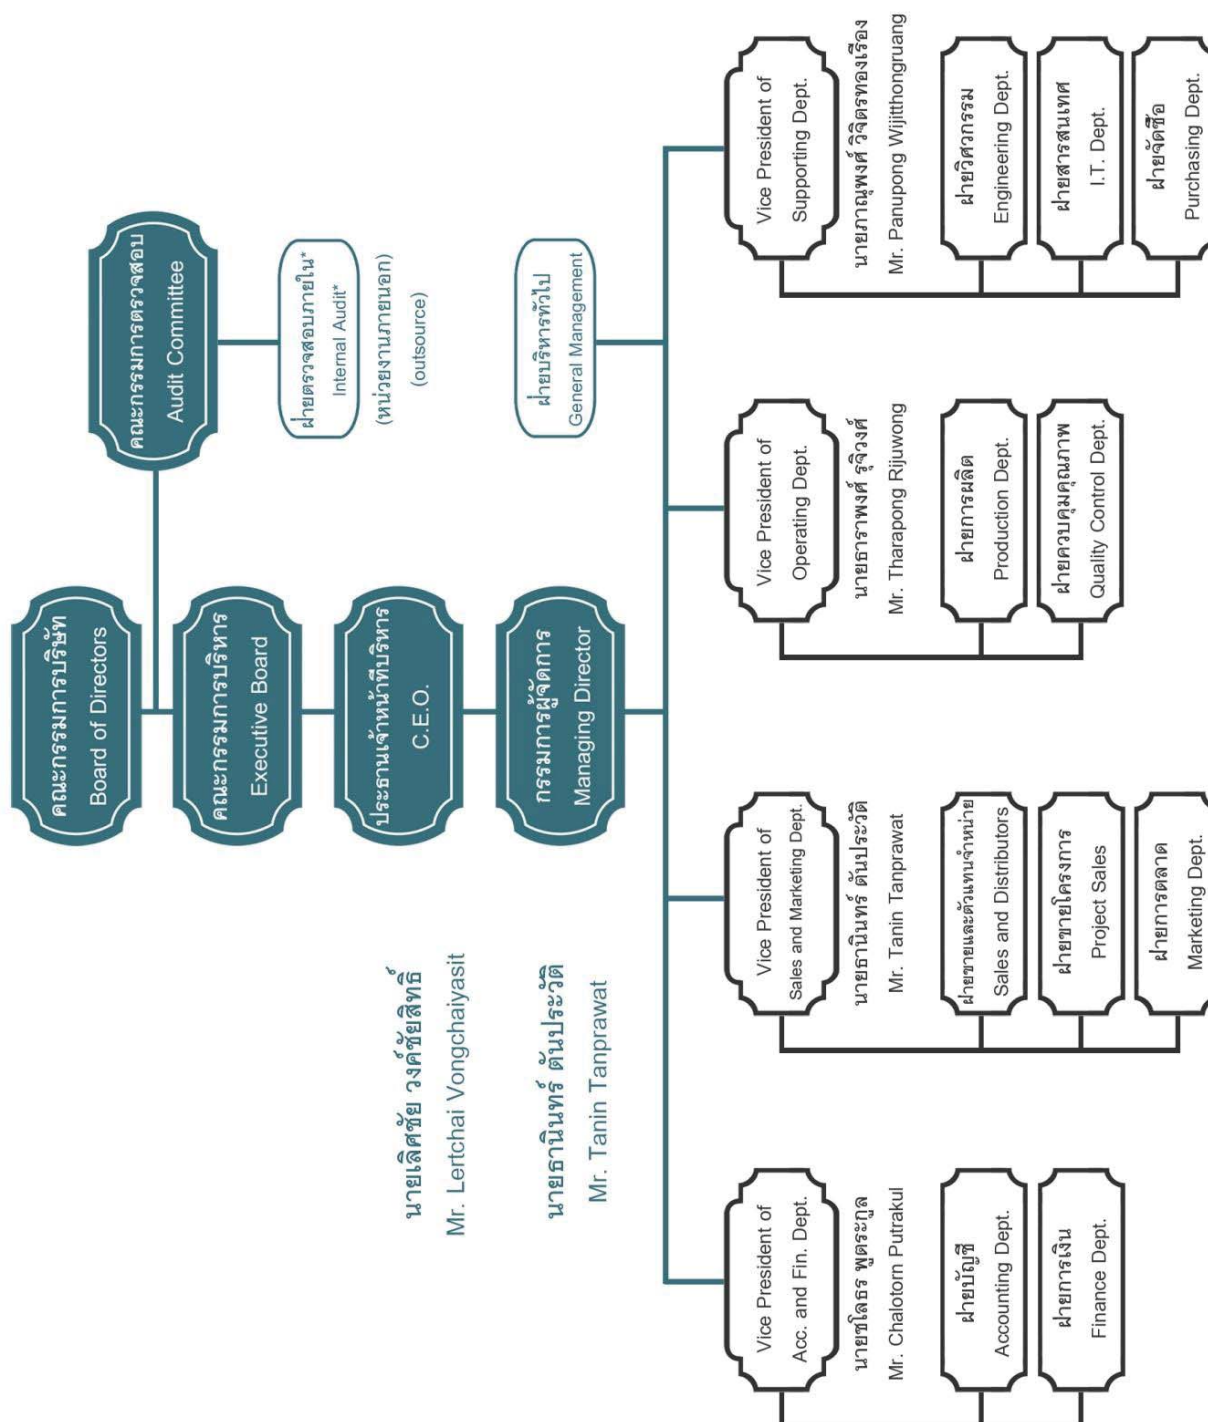 คณะกรรมการบริษัท
Board of Directors
คณะกรรมการตรวจสอบ
Audit Committee
คณะกรรมการบริหาร
Executive Board
ฝ่ายตรวจสอบภายใน*
Internal Audit*
(หน่วยงานภายนอก)
(outsource)
ประธานเจ้าหน้าที่บริหาร
C.E.O.
นายเลิศชัย วงค์ชัยสิทธิ์
Mr. Lertchai Vongchaiyasit
กรรมการผู้จัดการ
Managing Director
นายธานินทร์ ตันประวัติ
Mr. Tanin Tanprawat
ฝ่ายบริหารทั่วไป
General Management
Vice President of
Acc. and Fin. Dept.
นายชโลธร พูตระกูล
Mr. Chalotorn Putrakul
ฝ่ายบัญชี
Accounting Dept.
ฝ่ายการเงิน
Finance Dept.
Vice President of
Sales and Marketing Dept.
นายธานินทร์ ตันประวัติ
Mr. Tanin Tanprawat
ฝ่ายขายและตัวแทนจำหน่าย
Sales and Distributors
ฝ่ายขายโครงการ
Project Sales
ฝ่ายการตลาด
Marketing Dept.
Vice President of
Operating Dept.
นายธาราพงศ์ รุจิวงศ์
Mr. Tharapong Rijuwong
ฝ่ายการผลิต
Production Dept.
ฝ่ายควบคุมคุณภาพ
Quality Control Dept.
Vice President of
Supporting Dept.
นายภาณุพงศ์ วิจิตรทองเรือง
Mr. Panupong Wijitthongruang
ฝ่ายวิศวกรรม
Engineering Dept.
ฝ่ายสารสนเทศ
I.T. Dept.
ฝ่ายจัดซื้อ
Purchasing Dept.